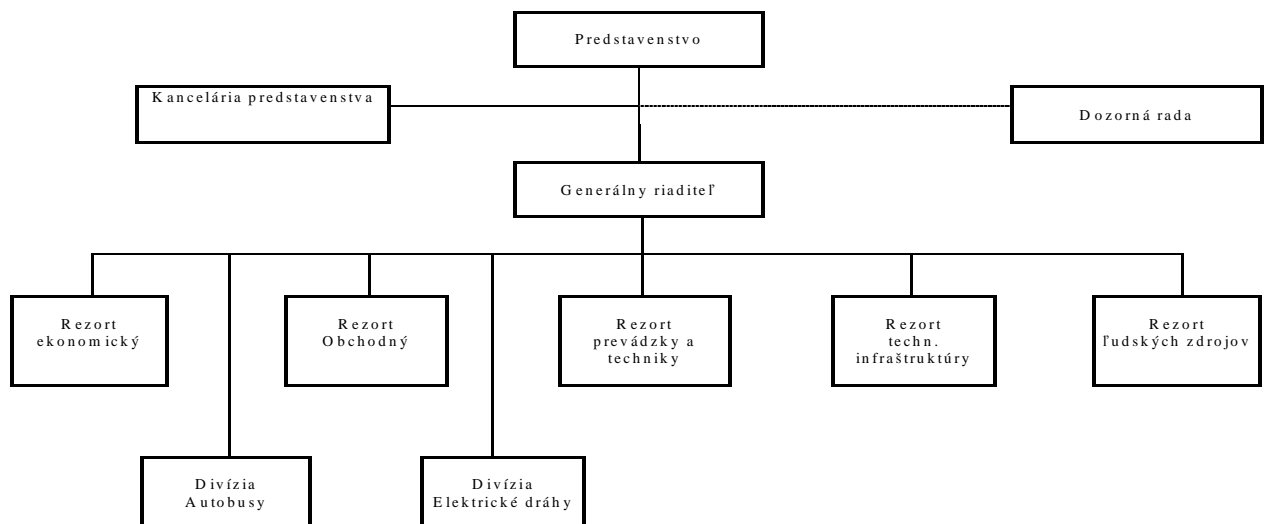 Predstavenstvo
Kancelária predstavenstva
Dozorná rada
Generálny riaditeľ
Rezort
ekonomický
Rezort
Obchodný
Rezort
prevádzky a
techniky
Rezort
techn.
infraštruktúry
Rezort
ľudských zdrojov
Divízia
Autobusy
Divízia
Elektrické dráhy